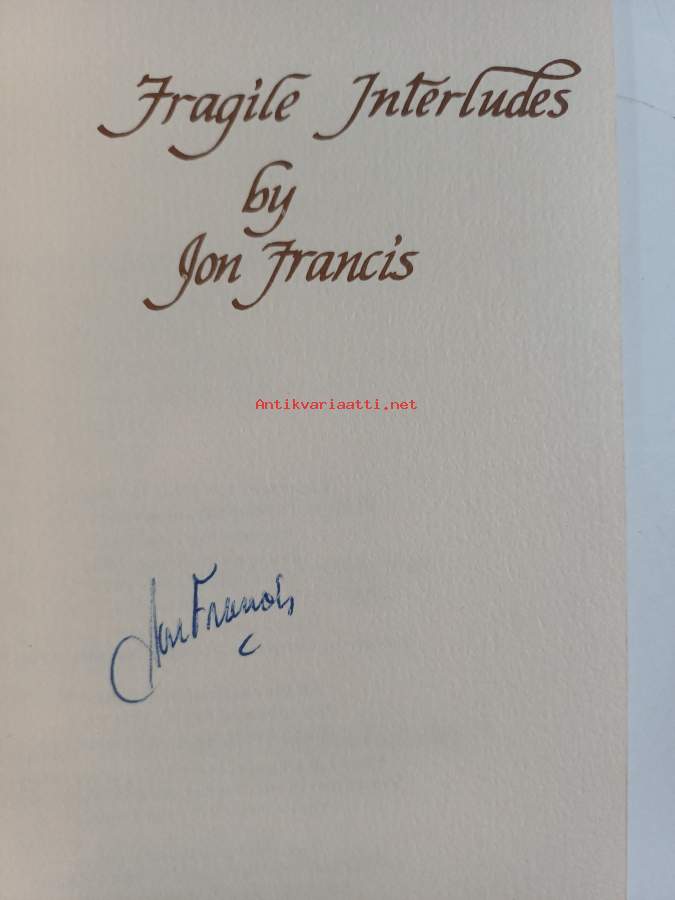 Fragile Interludes
by
Jon Francis
Antikvariaatti.net
Jon Francis